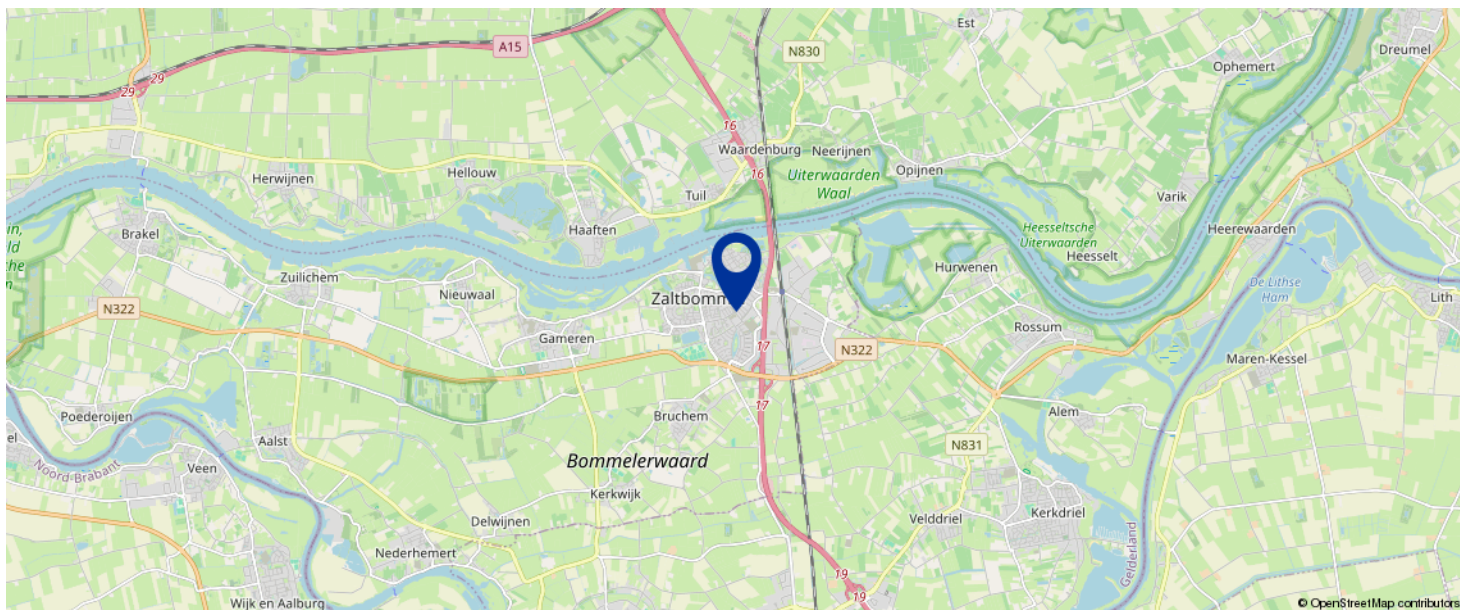 Est
Dreumel
A15
N830
Ophemert
29
29
16
Waardenburg
Neerijnen
16
Uiterwaarden
Waal
Opijnen
Herwijnen
Hellouw
Tuil
Varik
Brakel
Haaften
Heesseltsche
Uiterwaarden
Heerewaarden
Heesselt
Zuilichem
Hurwenen
De Lithse
Ham
Nieuwaal
Zaltbomm
Lith
N322
Gameren
Rossum
17
N322
Maren-Kessel
Poederoijen
Bruchem
17
Alem
Aalst
N831
Noord-Brabant
Veen
Bommelerwaard
Kerkwijk
Delwijnen
Velddriel
Kerkdriel
Nederhemert
Gelderland
19
19
Wijk en Aalburg
© OpenStreetMap contributors